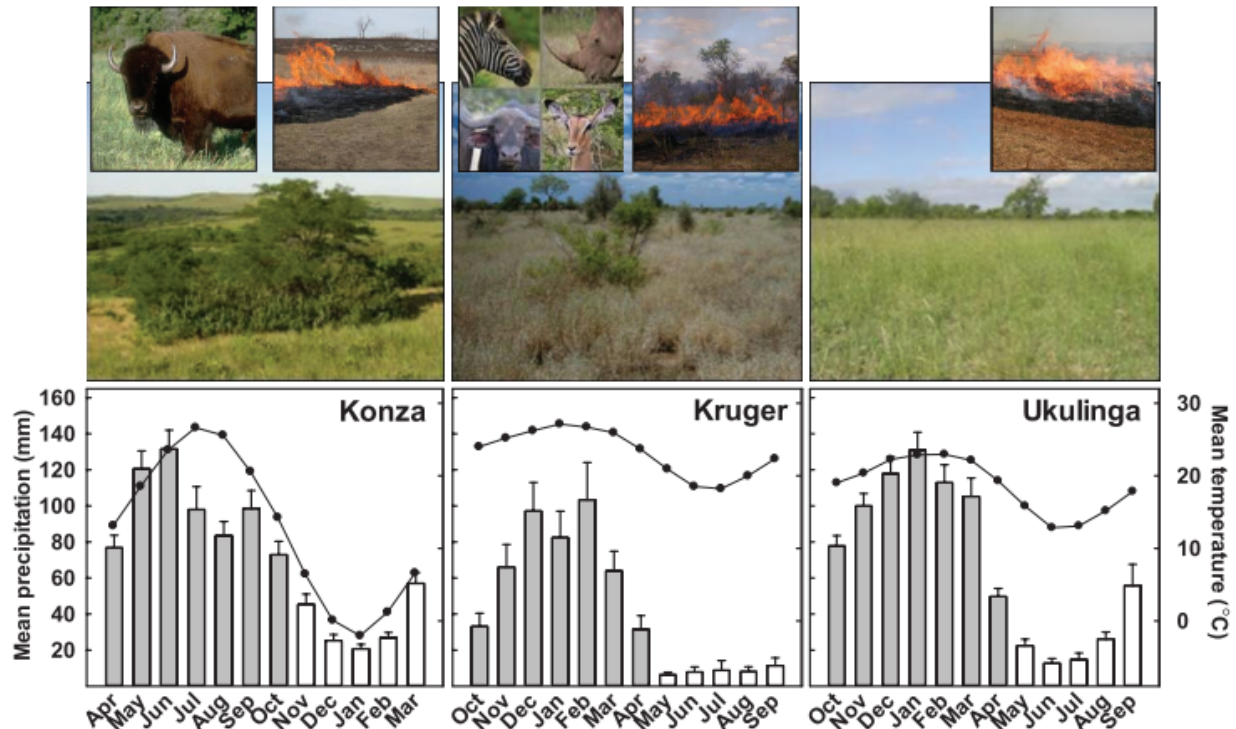 Konza
Kruger
Ukulinga
Mean precipitation (mm)
160
140
120
100
80
60
40
20
30
20
10
0
Mean temperature (°C)
Apr May Jun Jul Aug Sep Oct Nov Dec Jan Feb Mar
Oct Nov Dec Jan Feb Mar Apr May Jun Jul Aug Sep
Oct Nov Dec Jan Feb Mar Apr May Jun Jul Aug Sep